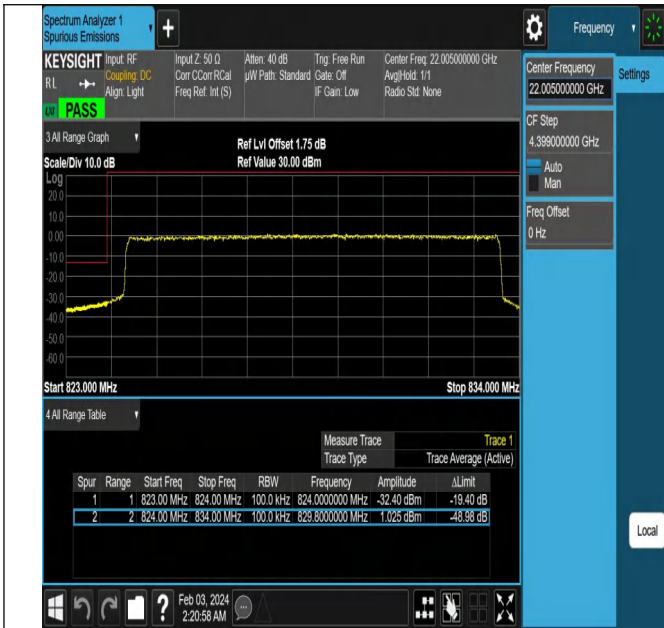 Spectrum Analyzer 1
Spurious Emissions
Frequency
KEYSIGHT
RL
PASS
Input: RF
Coupling: DC
Align: Light
Input Z: 50 Ω
Corr CCorr RCal
Freq Ref: Int (S)
Atten: 40 dB
µW Path: Standard
Trig: Free Run
Gate: Off
IF Gain: Low
Center Freq: 22.005000000 GHz
Avg|Hold: 1/1
Radio Std: None
Center Frequency
22.005000000 GHz
Settings
CF Step
4.399000000 GHz
Auto
Man
Freq Offset
0 Hz
3 All Range Graph
Scale/Div 10.0 dB
Ref Lvl Offset 1.75 dB
Ref Value 30.00 dBm
Log
20.0
10.0
0.00
-10.0
-20.0
-30.0
-40.0
-50.0
-60.0
Start 823.000 MHz Stop 834.000 MHz
4 All Range Table
Measure Trace Trace 1
Trace Type Trace Average (Active)
Spur Range Start Freq Stop Freq RBW Frequency Amplitude ΔLimit
1 1 823.00 MHz 824.00 MHz 100.0 kHz 824.0000000 MHz -32.40 dBm -19.40 dB
2 2 824.00 MHz 834.00 MHz 100.0 kHz 829.8000000 MHz 1.025 dBm -48.98 dB
Local
Feb 03, 2024
2:20:58 AM